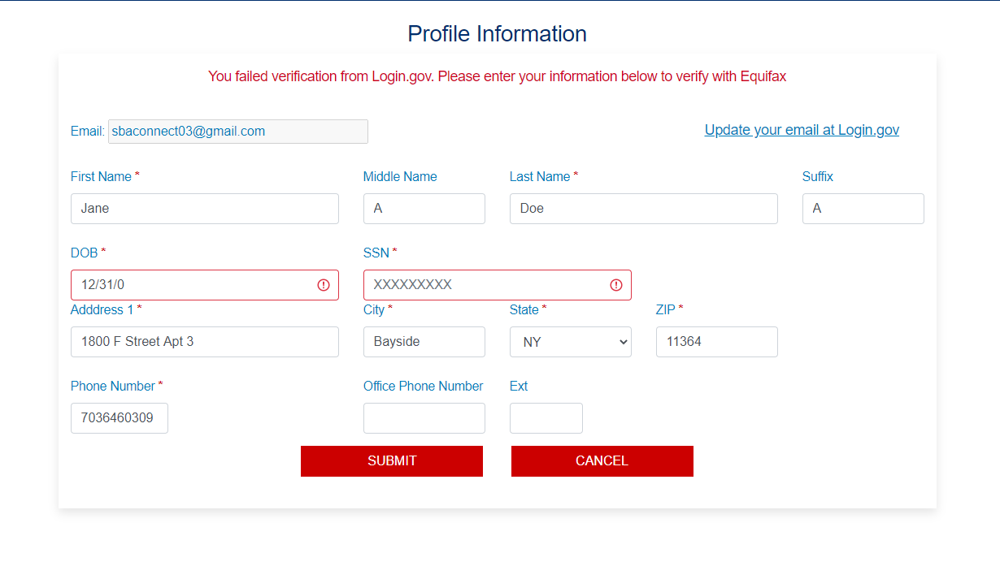 Profile Information
You failed verification from Login.gov. Please enter your information below to verify with Equifax
Email: sbaconnect03@gmail.com Update your email at Login.gov
First Name * Middle Name Last Name * Suffix
Jane A Doe A
DOB * SSN *
12/31/0 XXXXXXXXX
Adddress 1 * City * State * ZIP *
1800 F Street Apt 3 Bayside NY 11364
Phone Number * Office Phone Number Ext
7036460309
SUBMIT CANCEL